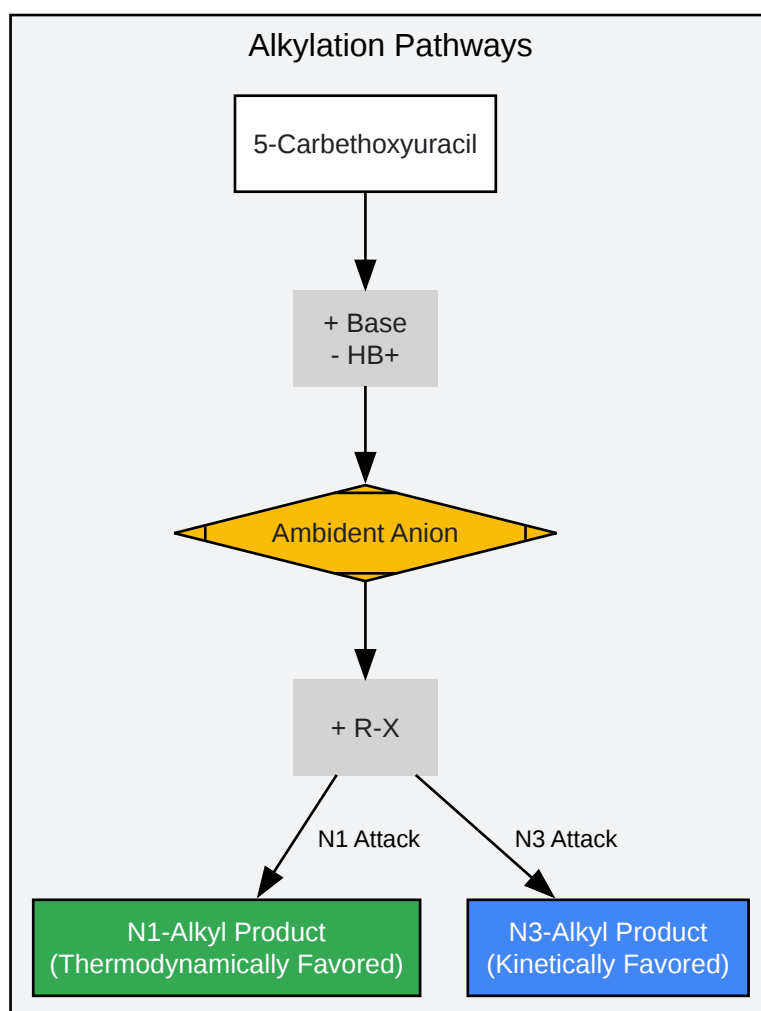 Alkylation Pathways
5-Carbethoxyuracil
+ Base
- HB+
Ambident Anion
+ R-X
N1 Attack
N3 Attack
N1-Alkyl Product
(Thermodynamically Favored)
N3-Alkyl Product
(Kinetically Favored)